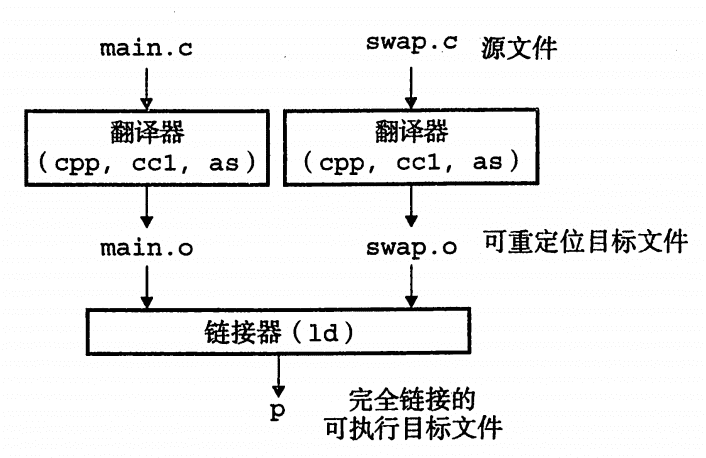 main.c
swap.c 源文件
翻译器
(cpp, cc1, as)
翻译器
(cpp, cc1, as)
main.o
swap.o 可重定位目标文件
链接器(ld)
p
完全链接的
可执行目标文件